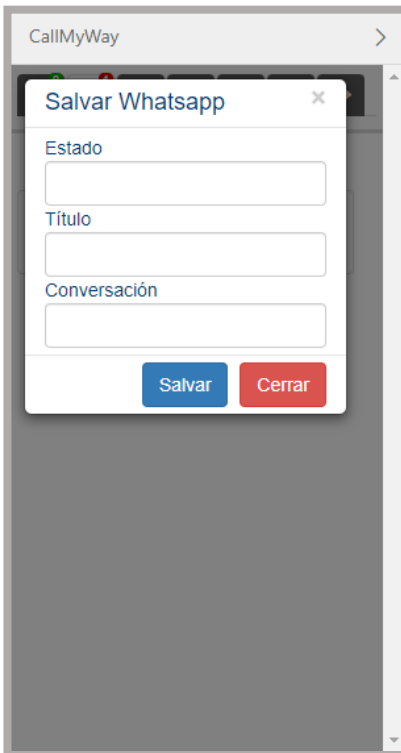 CallMyWay
Salvar Whatsapp
×
Estado
Título
Conversación
Salvar Cerrar